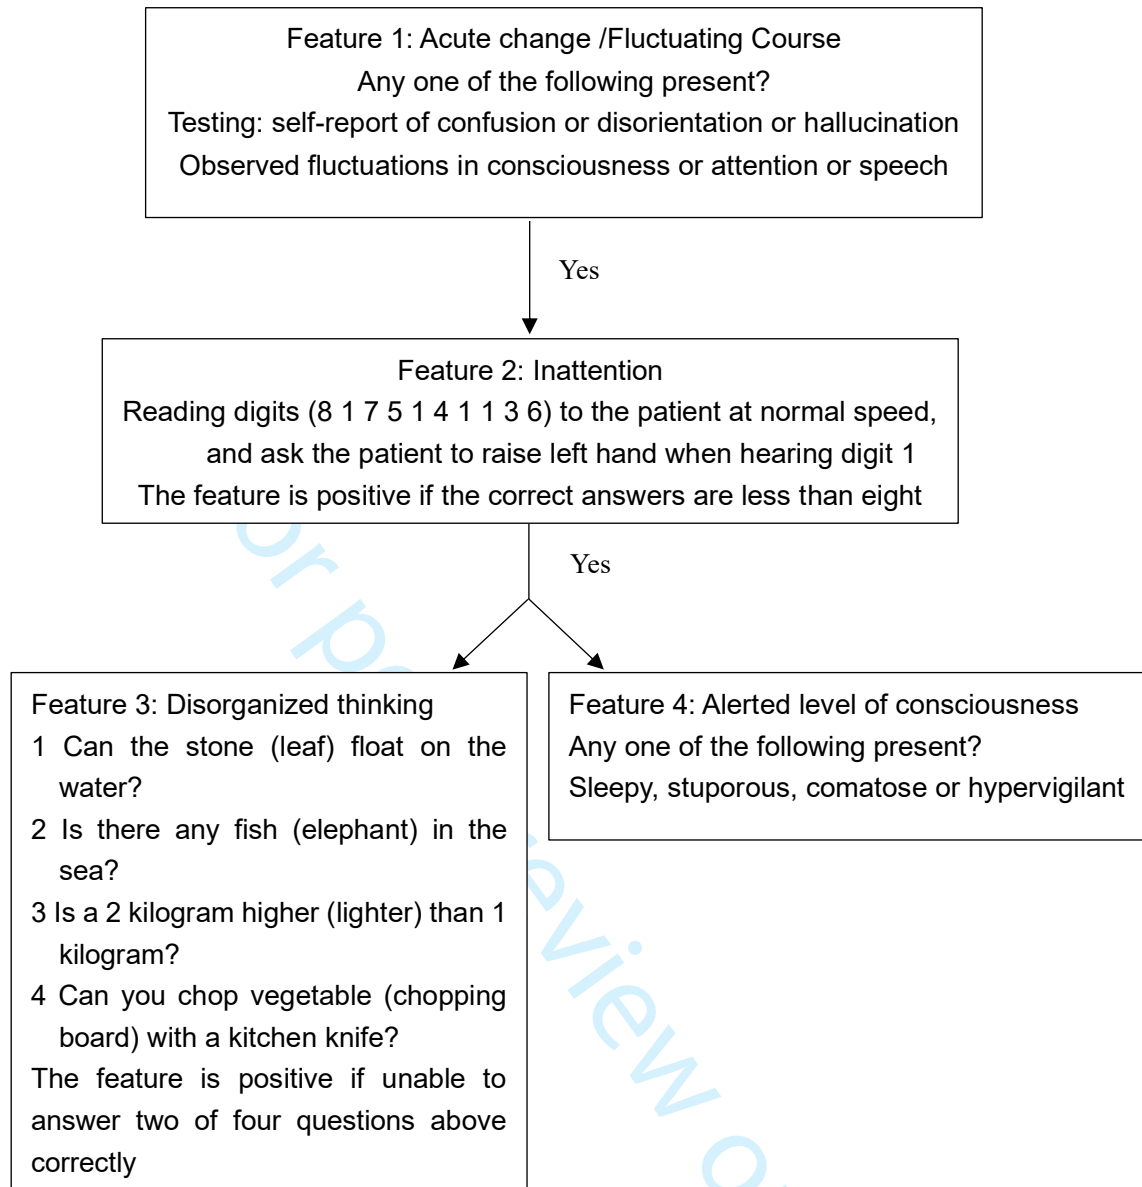 Feature 1: Acute change /Fluctuating Course
Any one of the following present?
Testing: self-report of confusion or disorientation or hallucination
Observed fluctuations in consciousness or attention or speech
Yes
Feature 2: Inattention
Reading digits (8 1 7 5 1 4 1 1 3 6) to the patient at normal speed,
and ask the patient to raise left hand when hearing digit 1
The feature is positive if the correct answers are less than eight
Yes
Feature 3: Disorganized thinking
1 Can the stone (leaf) float on the
water?
2 Is there any fish (elephant) in the
sea?
3 Is a 2 kilogram higher (lighter) than 1
kilogram?
4 Can you chop vegetable (chopping
board) with a kitchen knife?
The feature is positive if unable to
answer two of four questions above
correctly
Feature 4: Alerted level of consciousness
Any one of the following present?
Sleepy, stuporous, comatose or hypervigilant